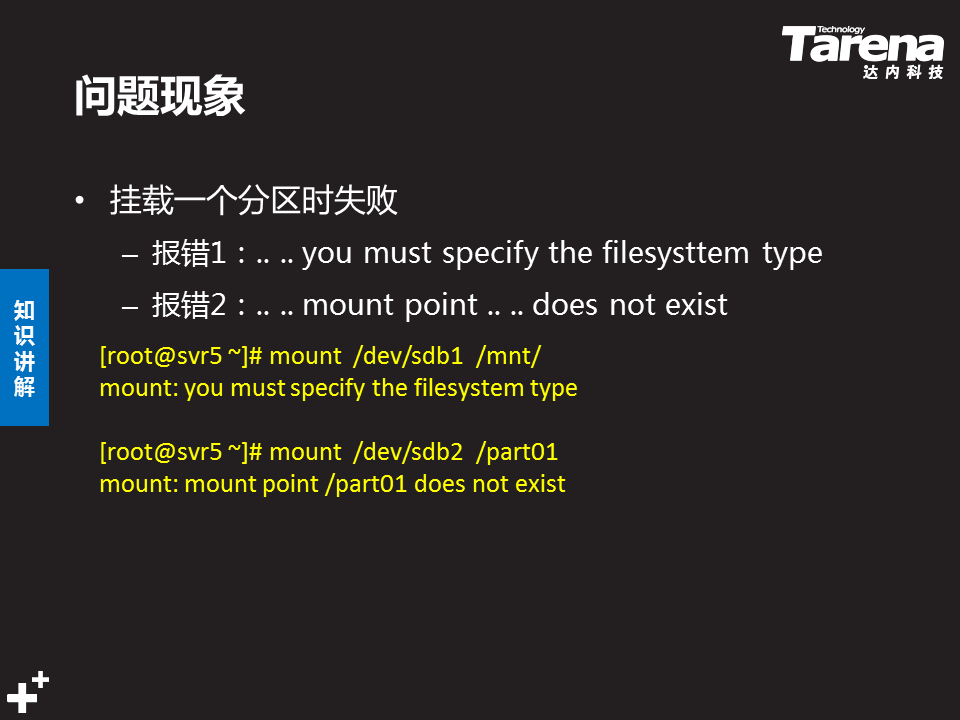 Technology
Tarena
达内科技
问题现象
• 挂载一个分区时失败
– 报错1：.. .. you must specify the filesysttem type
– 报错2：.. .. mount point .. .. does not exist
知识讲解
[root@svr5 ~]# mount /dev/sdb1 /mnt/
mount: you must specify the filesystem type
[root@svr5 ~]# mount /dev/sdb2 /part01
mount: mount point /part01 does not exist